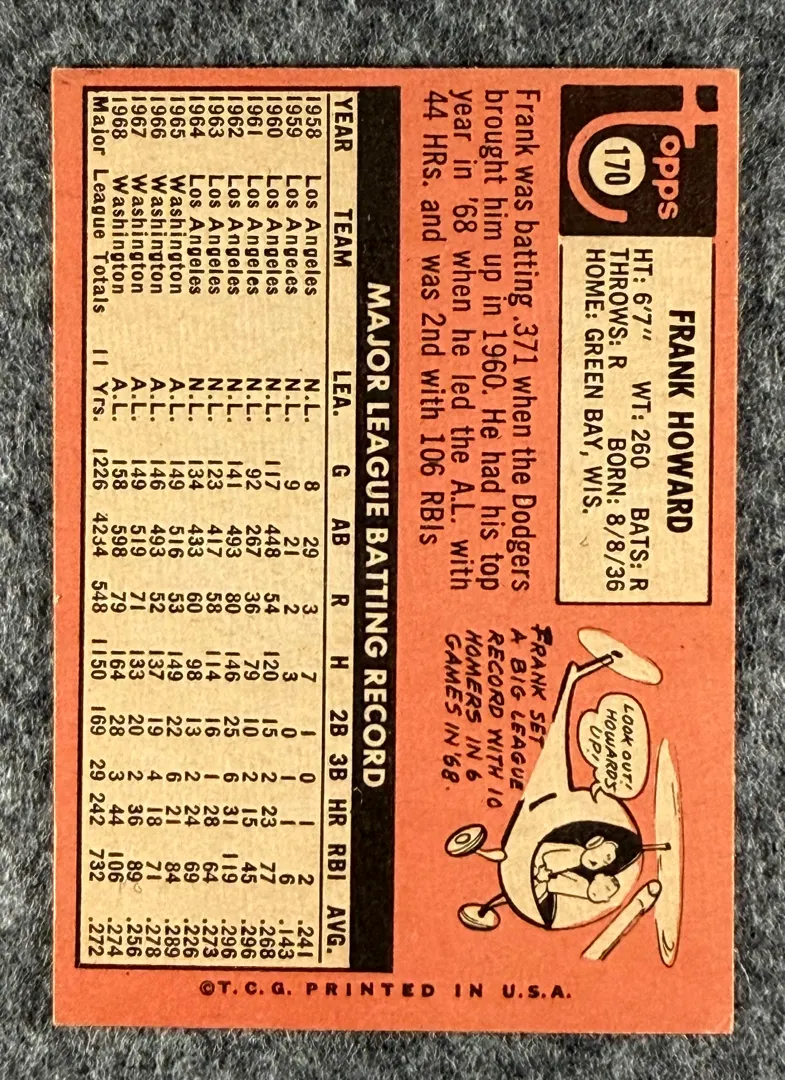 Topps
170
FRANK HOWARD
HT: 6'7" WT: 260 BATS: R
THROWS: R BORN: 8/8/36
HOME: GREEN BAY, WIS.
Frank was batting .371 when the Dodgers
brought him up in 1960. He had his top
year in '68 when he led the A.L. with
44 HRs. and was 2nd with 106 RBIs
LOOK OUT!
HOWARDS
UP!
FRANK SET
A BIG LEAGUE
RECORD WITH 10
HOMERS IN 6
GAMES IN '68.
MAJOR LEAGUE BATTING RECORD
YEAR TEAM LEA. G AB R H 2B 3B HR RBI AVG.
1958 Los Angeles N.L. 8 29 3 7 1 0 1 2 .241
1959 Los Angeles N.L. 9 21 2 3 0 1 1 6 .143
1960 Los Angeles N.L. 117 448 54 120 15 2 23 77 .268
1961 Los Angeles N.L. 92 267 36 79 10 2 15 45 .296
1962 Los Angeles N.L. 141 493 80 146 25 6 31 119 .296
1963 Los Angeles N.L. 123 417 58 114 16 1 28 64 .273
1964 Los Angeles N.L. 134 433 60 98 13 2 24 69 .226
1965 Washington A.L. 149 516 53 149 22 6 21 84 .289
1966 Washington A.L. 146 493 52 137 19 4 18 71 .278
1967 Washington A.L. 149 519 71 133 20 2 36 89 .256
1968 Washington A.L. 158 598 79 164 28 3 44 106 .274
Major League Totals 11 Yrs. 1226 4234 548 1150 169 29 242 732 .272
©T.C.G. PRINTED IN U.S.A.